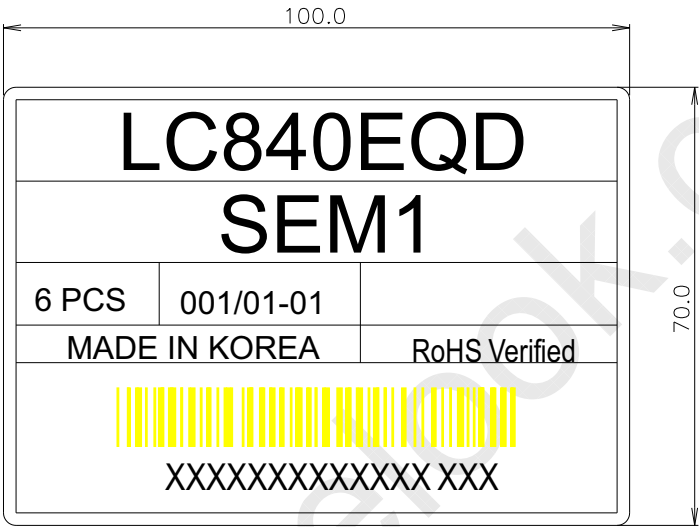 100.0
LC840EQD
SEM1
6 PCS 001/01-01
MADE IN KOREA RoHS Verified
70.0
XXXXXXXXXXXXX XXX